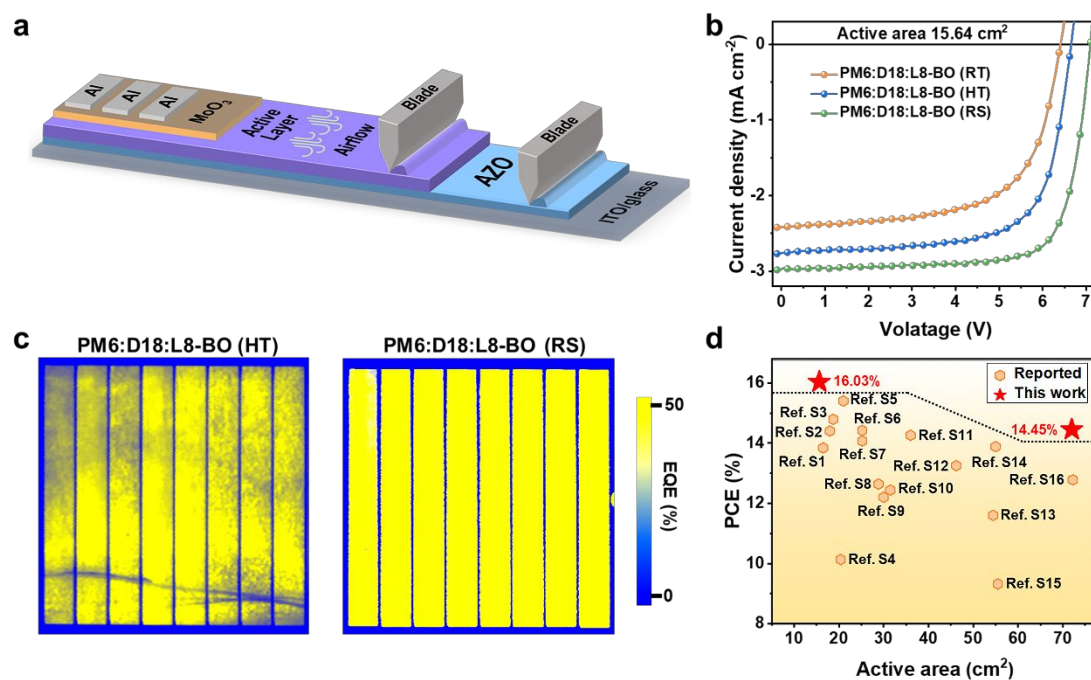 a
Al
Al
Al
MoO3
Active
Layer
Airflow
Blade
AZO
Blade
ITO/glass
b
Active area 15.64 cm²
PM6:D18:L8-BO (RT)
PM6:D18:L8-BO (HT)
PM6:D18:L8-BO (RS)
Current density (mA cm⁻²)
0
-1
-2
-3
0 1 2 3 4 5 6 7
Volatage (V)
c
PM6:D18:L8-BO (HT)
PM6:D18:L8-BO (RS)
50
EQE (%)
0
d
Reported
This work
16.03%
14.45%
Ref. S5
Ref. S3
Ref. S6
Ref. S2
Ref. S11
Ref. S1
Ref. S7
Ref. S12
Ref. S14
Ref. S8
Ref. S10
Ref. S16
Ref. S9
Ref. S13
Ref. S4
Ref. S15
PCE (%)
16
14
12
10
8
10 20 30 40 50 60 70
Active area (cm²)